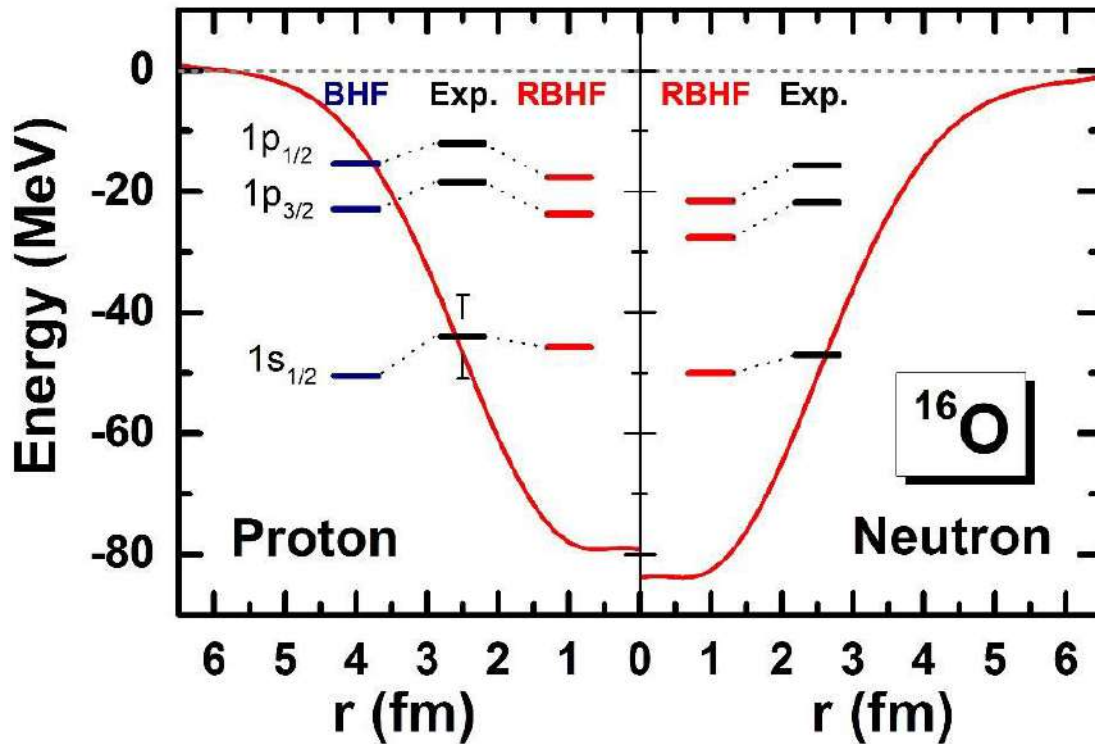 Energy (MeV)
0
-20
-40
-60
-80
BHF Exp. RBHF
RBHF Exp.
1p1/2
1p3/2
1s1/2
16O
Proton
Neutron
6 5 4 3 2 1 0 1 2 3 4 5 6
r (fm)
r (fm)